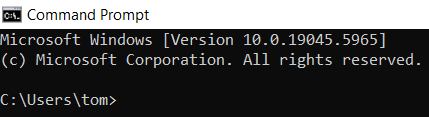 Command Prompt
Microsoft Windows [Version 10.0.19045.5965]
(c) Microsoft Corporation. All rights reserved.
C:\Users\tom>